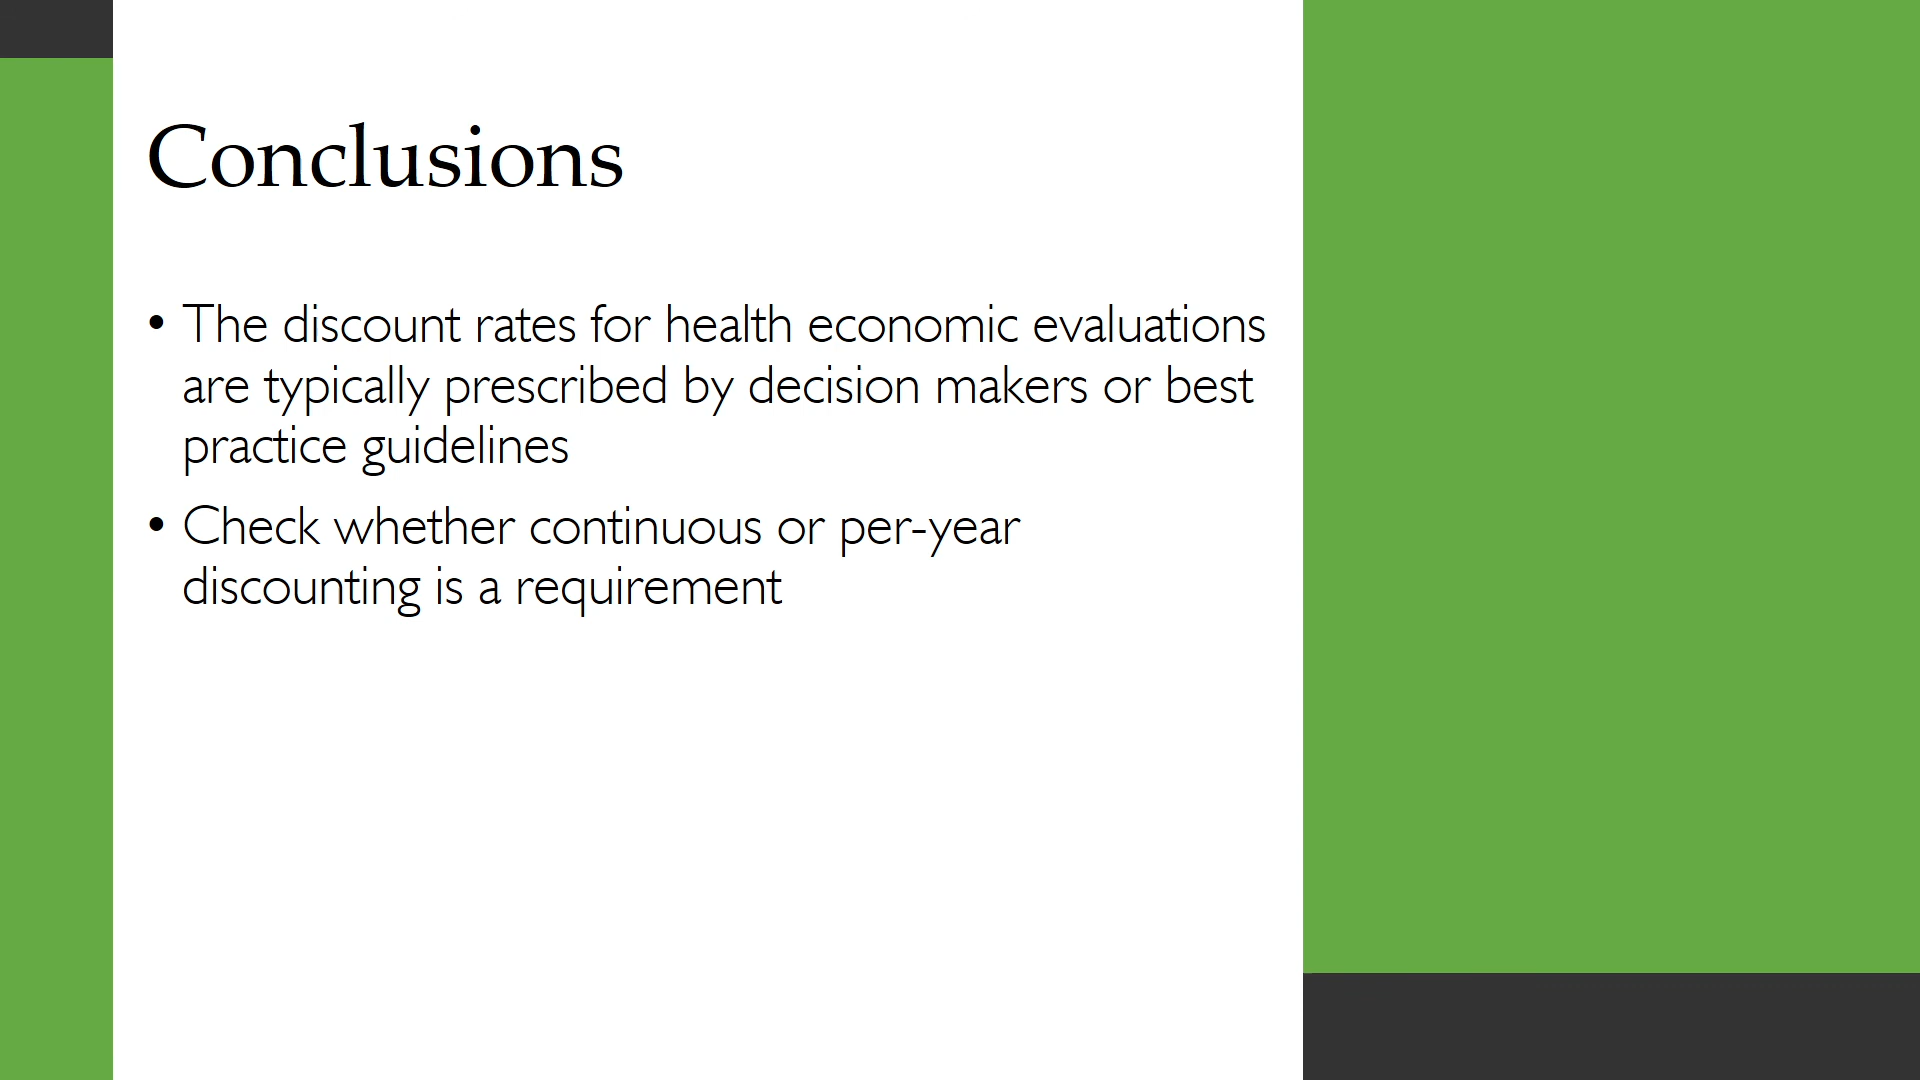 Conclusions
• The discount rates for health economic evaluations
are typically prescribed by decision makers or best
practice guidelines
• Check whether continuous or per-year
discounting is a requirement